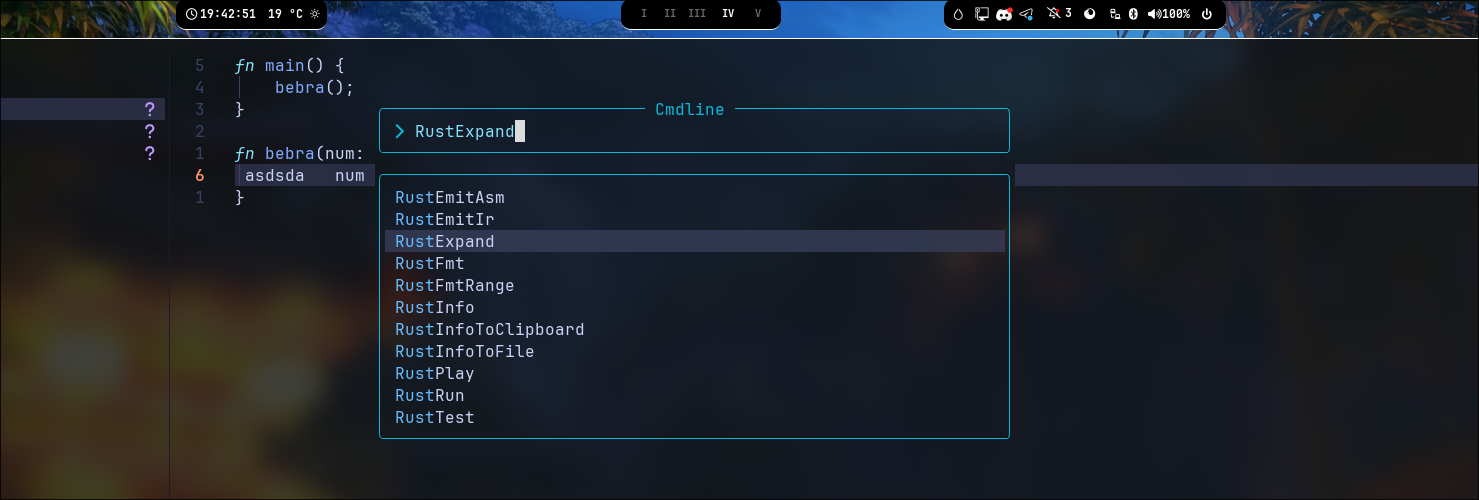 19:42:51 19 °C
I II III IV V
3 100%
5 fn main() {
4 bebra();
3 }
2
1 fn bebra(num:
6 asdsda num
1 }
?
?
?
Cmdline
RustExpand
RustEmitAsm
RustEmitIr
RustExpand
RustFmt
RustFmtRange
RustInfo
RustInfoToClipboard
RustInfoToFile
RustPlay
RustRun
RustTest